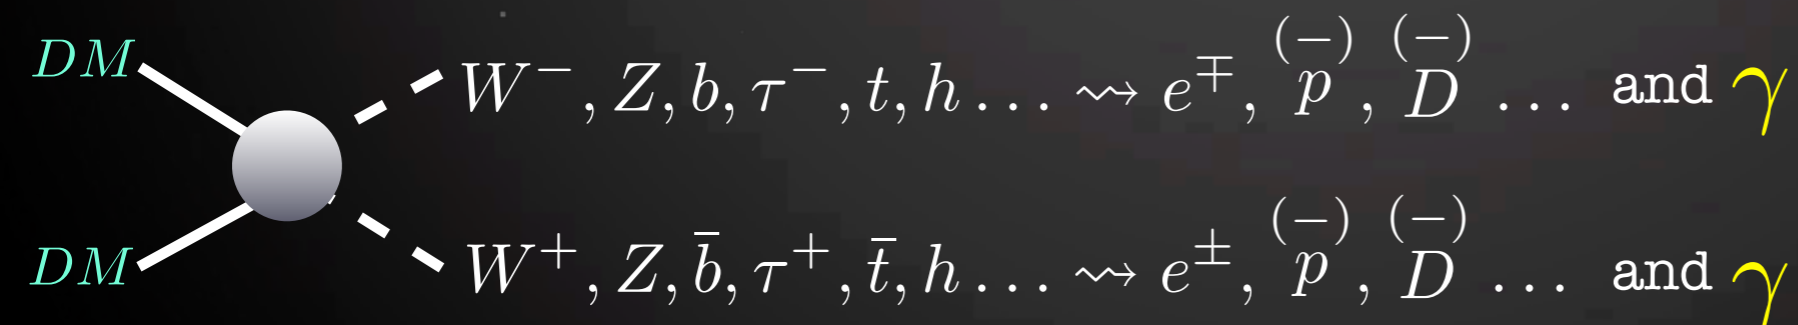 DM W⁻, Z, b, τ⁻, t, h … ⇝ e^∓, p^(−), D^(−) … and γ
DM W⁺, Z, b̄, τ⁺, t̄, h … ⇝ e^±, p^(−), D^(−) … and γ